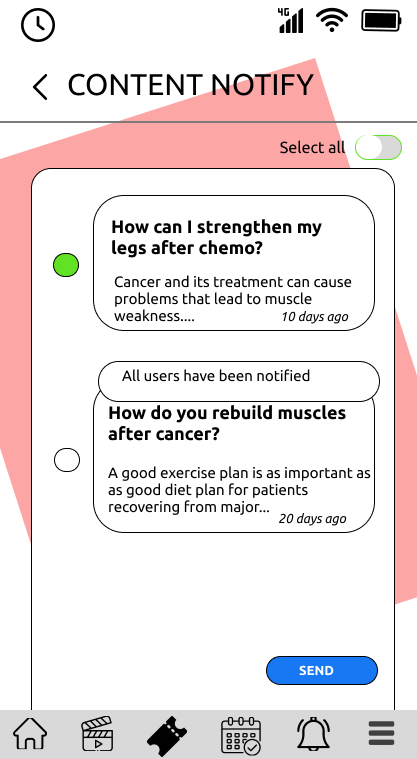 4G
CONTENT NOTIFY
Select all
How can I strengthen my
legs after chemo?
Cancer and its treatment can cause
problems that lead to muscle
weakness....
10 days ago
All users have been notified
How do you rebuild muscles
after cancer?
A good exercise plan is as important as
as good diet plan for patients
recovering from major...
20 days ago
SEND